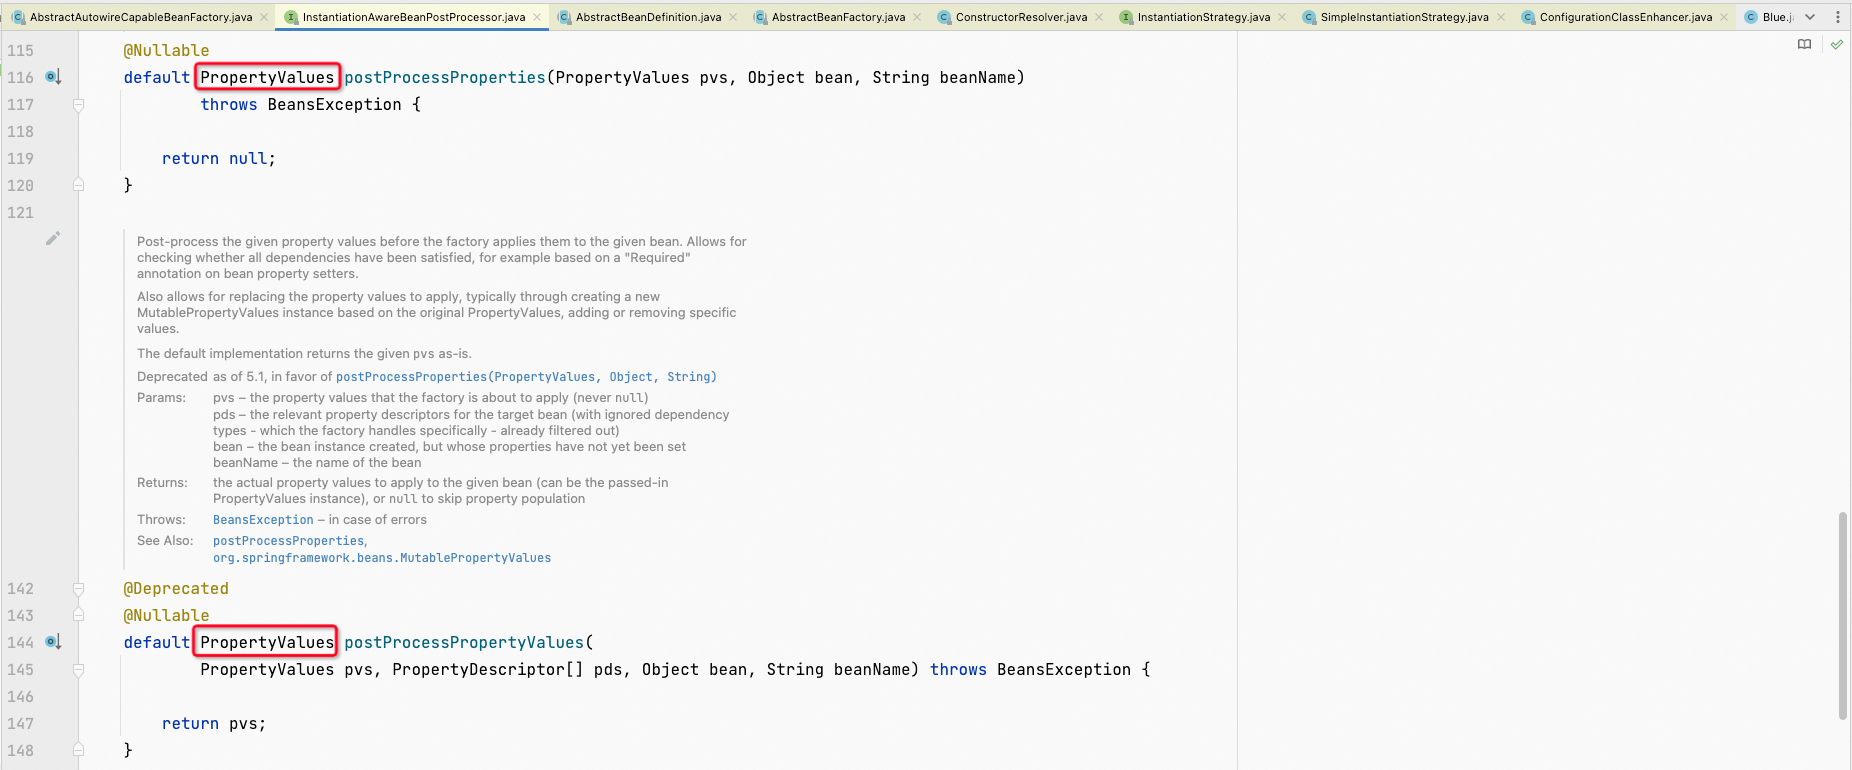 AbstractAutowireCapableBeanFactory.java InstantiationAwareBeanPostProcessor.java AbstractBeanDefinition.java AbstractBeanFactory.java ConstructorResolver.java InstantiationStrategy.java SimpleInstantiationStrategy.java ConfigurationClassEnhancer.java Blue.j
115 @Nullable
116 default PropertyValues postProcessProperties(PropertyValues pvs, Object bean, String beanName)
117 throws BeansException {
118
119 return null;
120 }
121
Post-process the given property values before the factory applies them to the given bean. Allows for
checking whether all dependencies have been satisfied, for example based on a "Required"
annotation on bean property setters.
Also allows for replacing the property values to apply, typically through creating a new
MutablePropertyValues instance based on the original PropertyValues, adding or removing specific
values.
The default implementation returns the given pvs as-is.
Deprecated as of 5.1, in favor of postProcessProperties(PropertyValues, Object, String)
Params: pvs – the property values that the factory is about to apply (never null)
pds – the relevant property descriptors for the target bean (with ignored dependency
types - which the factory handles specifically - already filtered out)
bean – the bean instance created, but whose properties have not yet been set
beanName – the name of the bean
Returns: the actual property values to apply to the given bean (can be the passed-in
PropertyValues instance), or null to skip property population
Throws: BeansException – in case of errors
See Also: postProcessProperties,
org.springframework.beans.MutablePropertyValues
142 @Deprecated
143 @Nullable
144 default PropertyValues postProcessPropertyValues(
145 PropertyValues pvs, PropertyDescriptor[] pds, Object bean, String beanName) throws BeansException {
146
147 return pvs;
148 }